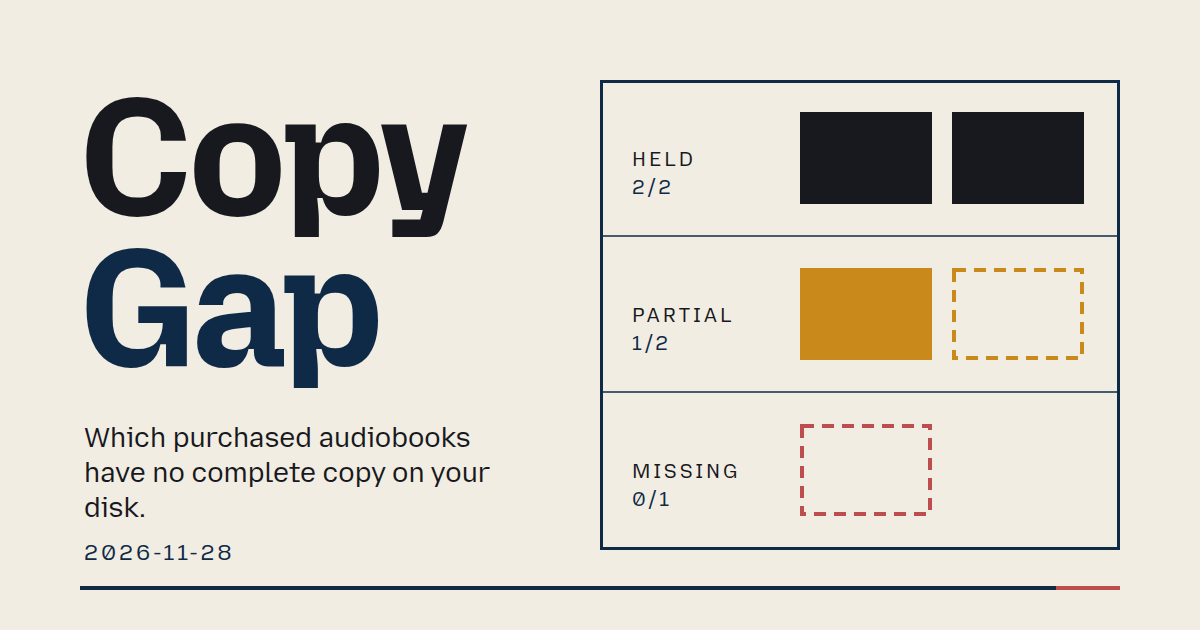 Copy
Gap
Which purchased audiobooks
have no complete copy on your
disk.
2026-11-28
HELD
2/2
PARTIAL
1/2
MISSING
0/1